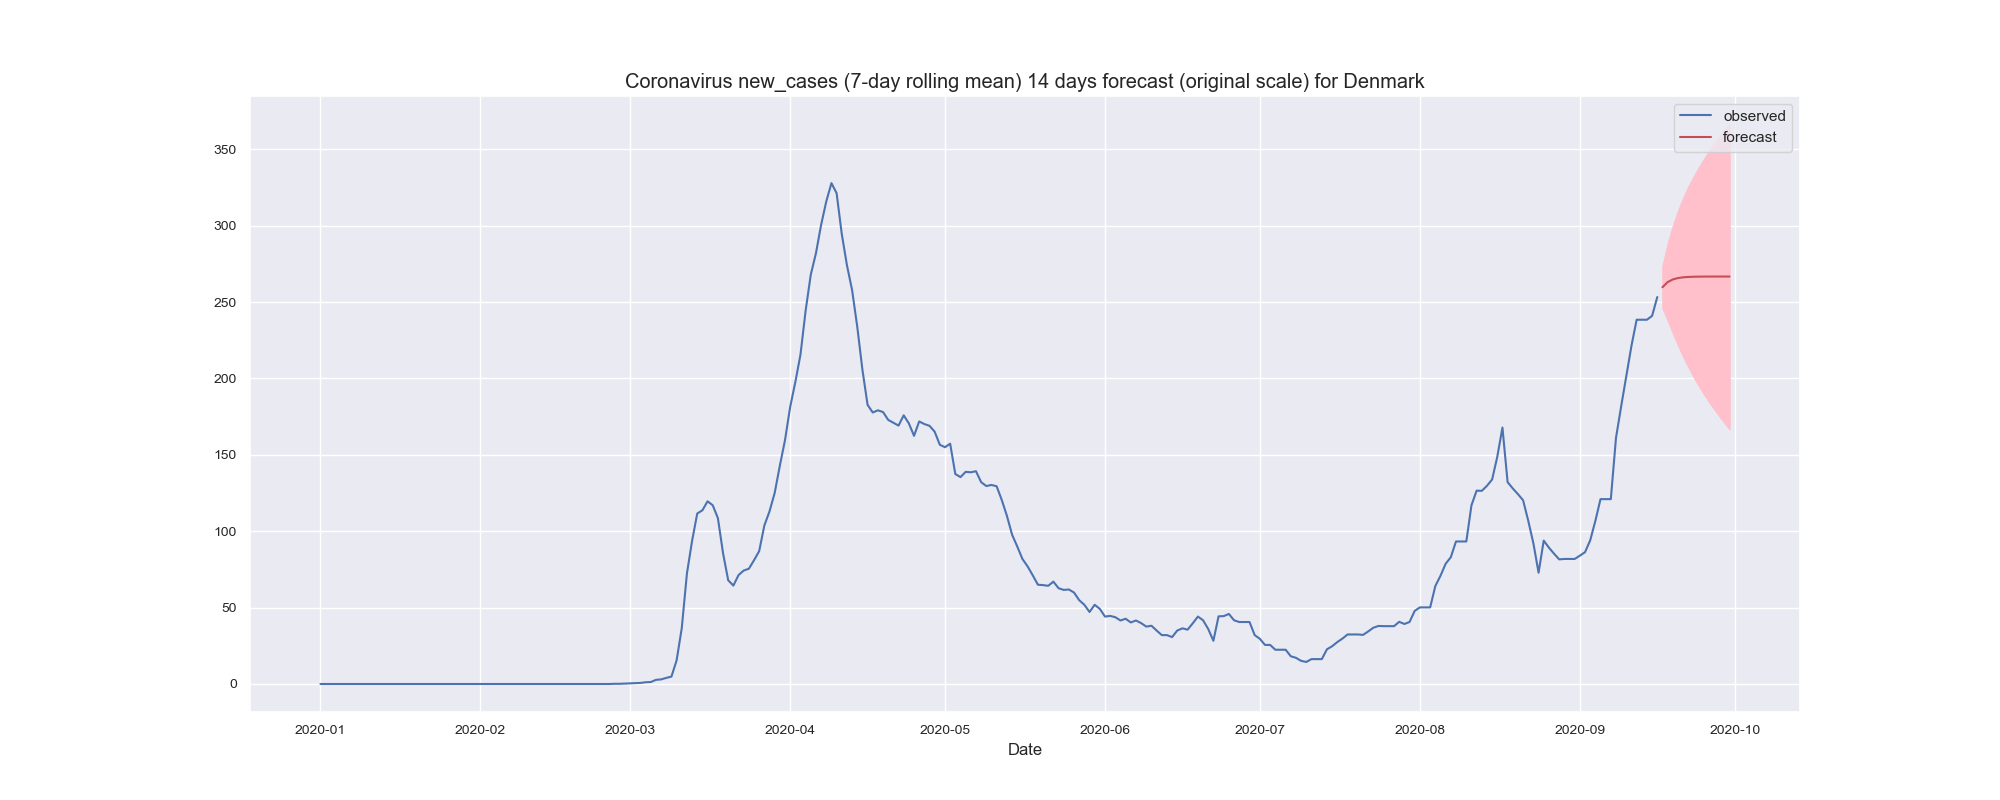 Coronavirus new_cases (7-day rolling mean) 14 days forecast (original scale) for Denmark
observed
forecast
350
300
250
200
150
100
50
0
2020-01 2020-02 2020-03 2020-04 2020-05 2020-06 2020-07 2020-08 2020-09 2020-10
Date